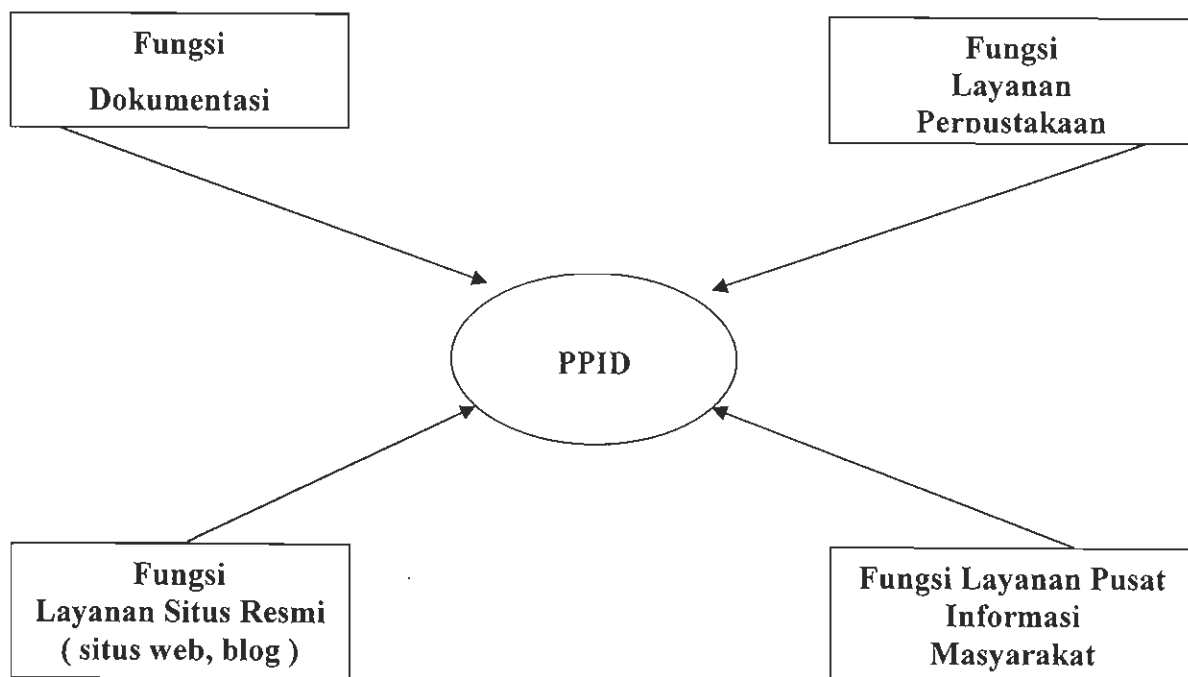 Fungsi
Dokumentasi
Fungsi
Layanan
Perpustakaan
PPID
Fungsi
Layanan Situs Resmi
( situs web, blog )
Fungsi Layanan Pusat
Informasi
Masyarakat